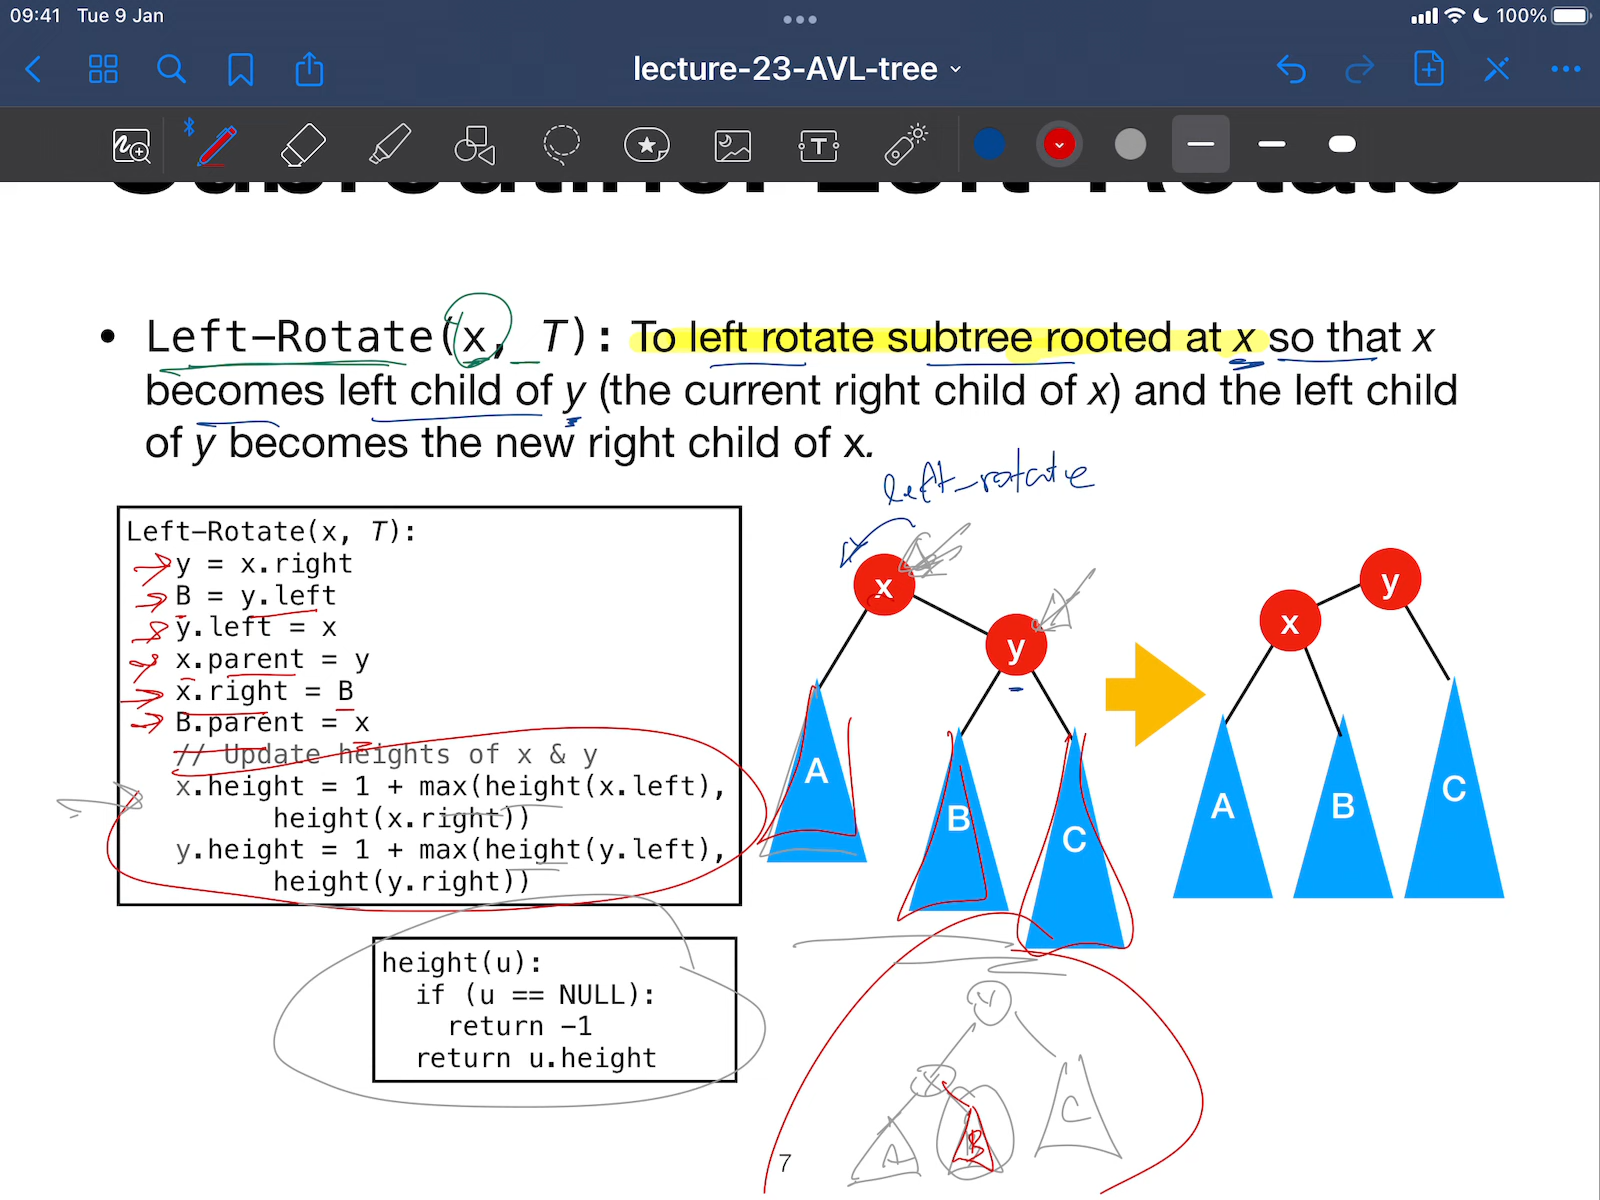 09:41 Tue 9 Jan
100%
lecture-23-AVL-tree
T
Subroutine: Left-Rotate
• Left-Rotate(x, T): To left rotate subtree rooted at x so that x
becomes left child of y (the current right child of x) and the left child
of y becomes the new right child of x.
left_rotate
Left-Rotate(x, T):
y = x.right
B = y.left
y.left = x
x.parent = y
x.right = B
B.parent = x
// Update heights of x & y
x.height = 1 + max(height(x.left),
height(x.right))
y.height = 1 + max(height(y.left),
height(y.right))
x
y
A
B
C
y
x
A
B
C
height(u):
if (u == NULL):
return -1
return u.height
Y
X
A
B
C
7